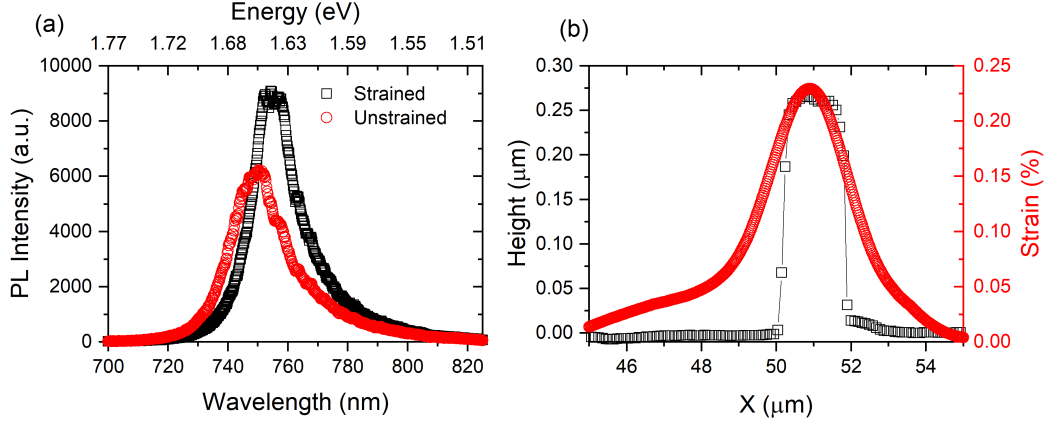 (a)
Energy (eV)
1.77 1.72 1.68 1.63 1.59 1.55 1.51
10000
8000
6000
4000
2000
0
PL Intensity (a.u.)
Strained
Unstrained
700 720 740 760 780 800 820
Wavelength (nm)
(b)
0.30
0.25
0.20
0.15
0.10
0.05
0.00
Height (μm)
0.25
0.20
0.15
0.10
0.05
0.00
Strain (%)
46 48 50 52 54
X (μm)